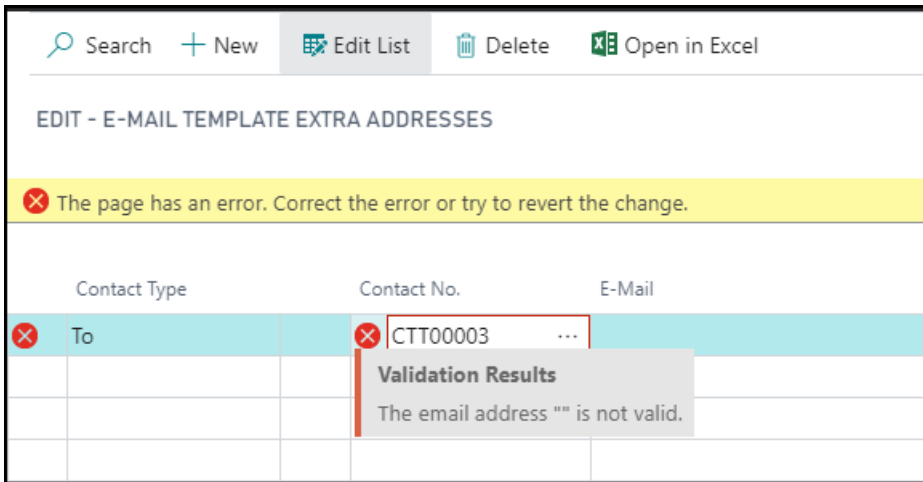 Search New Edit List Delete Open in Excel
EDIT - E-MAIL TEMPLATE EXTRA ADDRESSES
The page has an error. Correct the error or try to revert the change.
Contact Type Contact No. E-Mail
To CTT00003 ...
Validation Results
The email address "" is not valid.